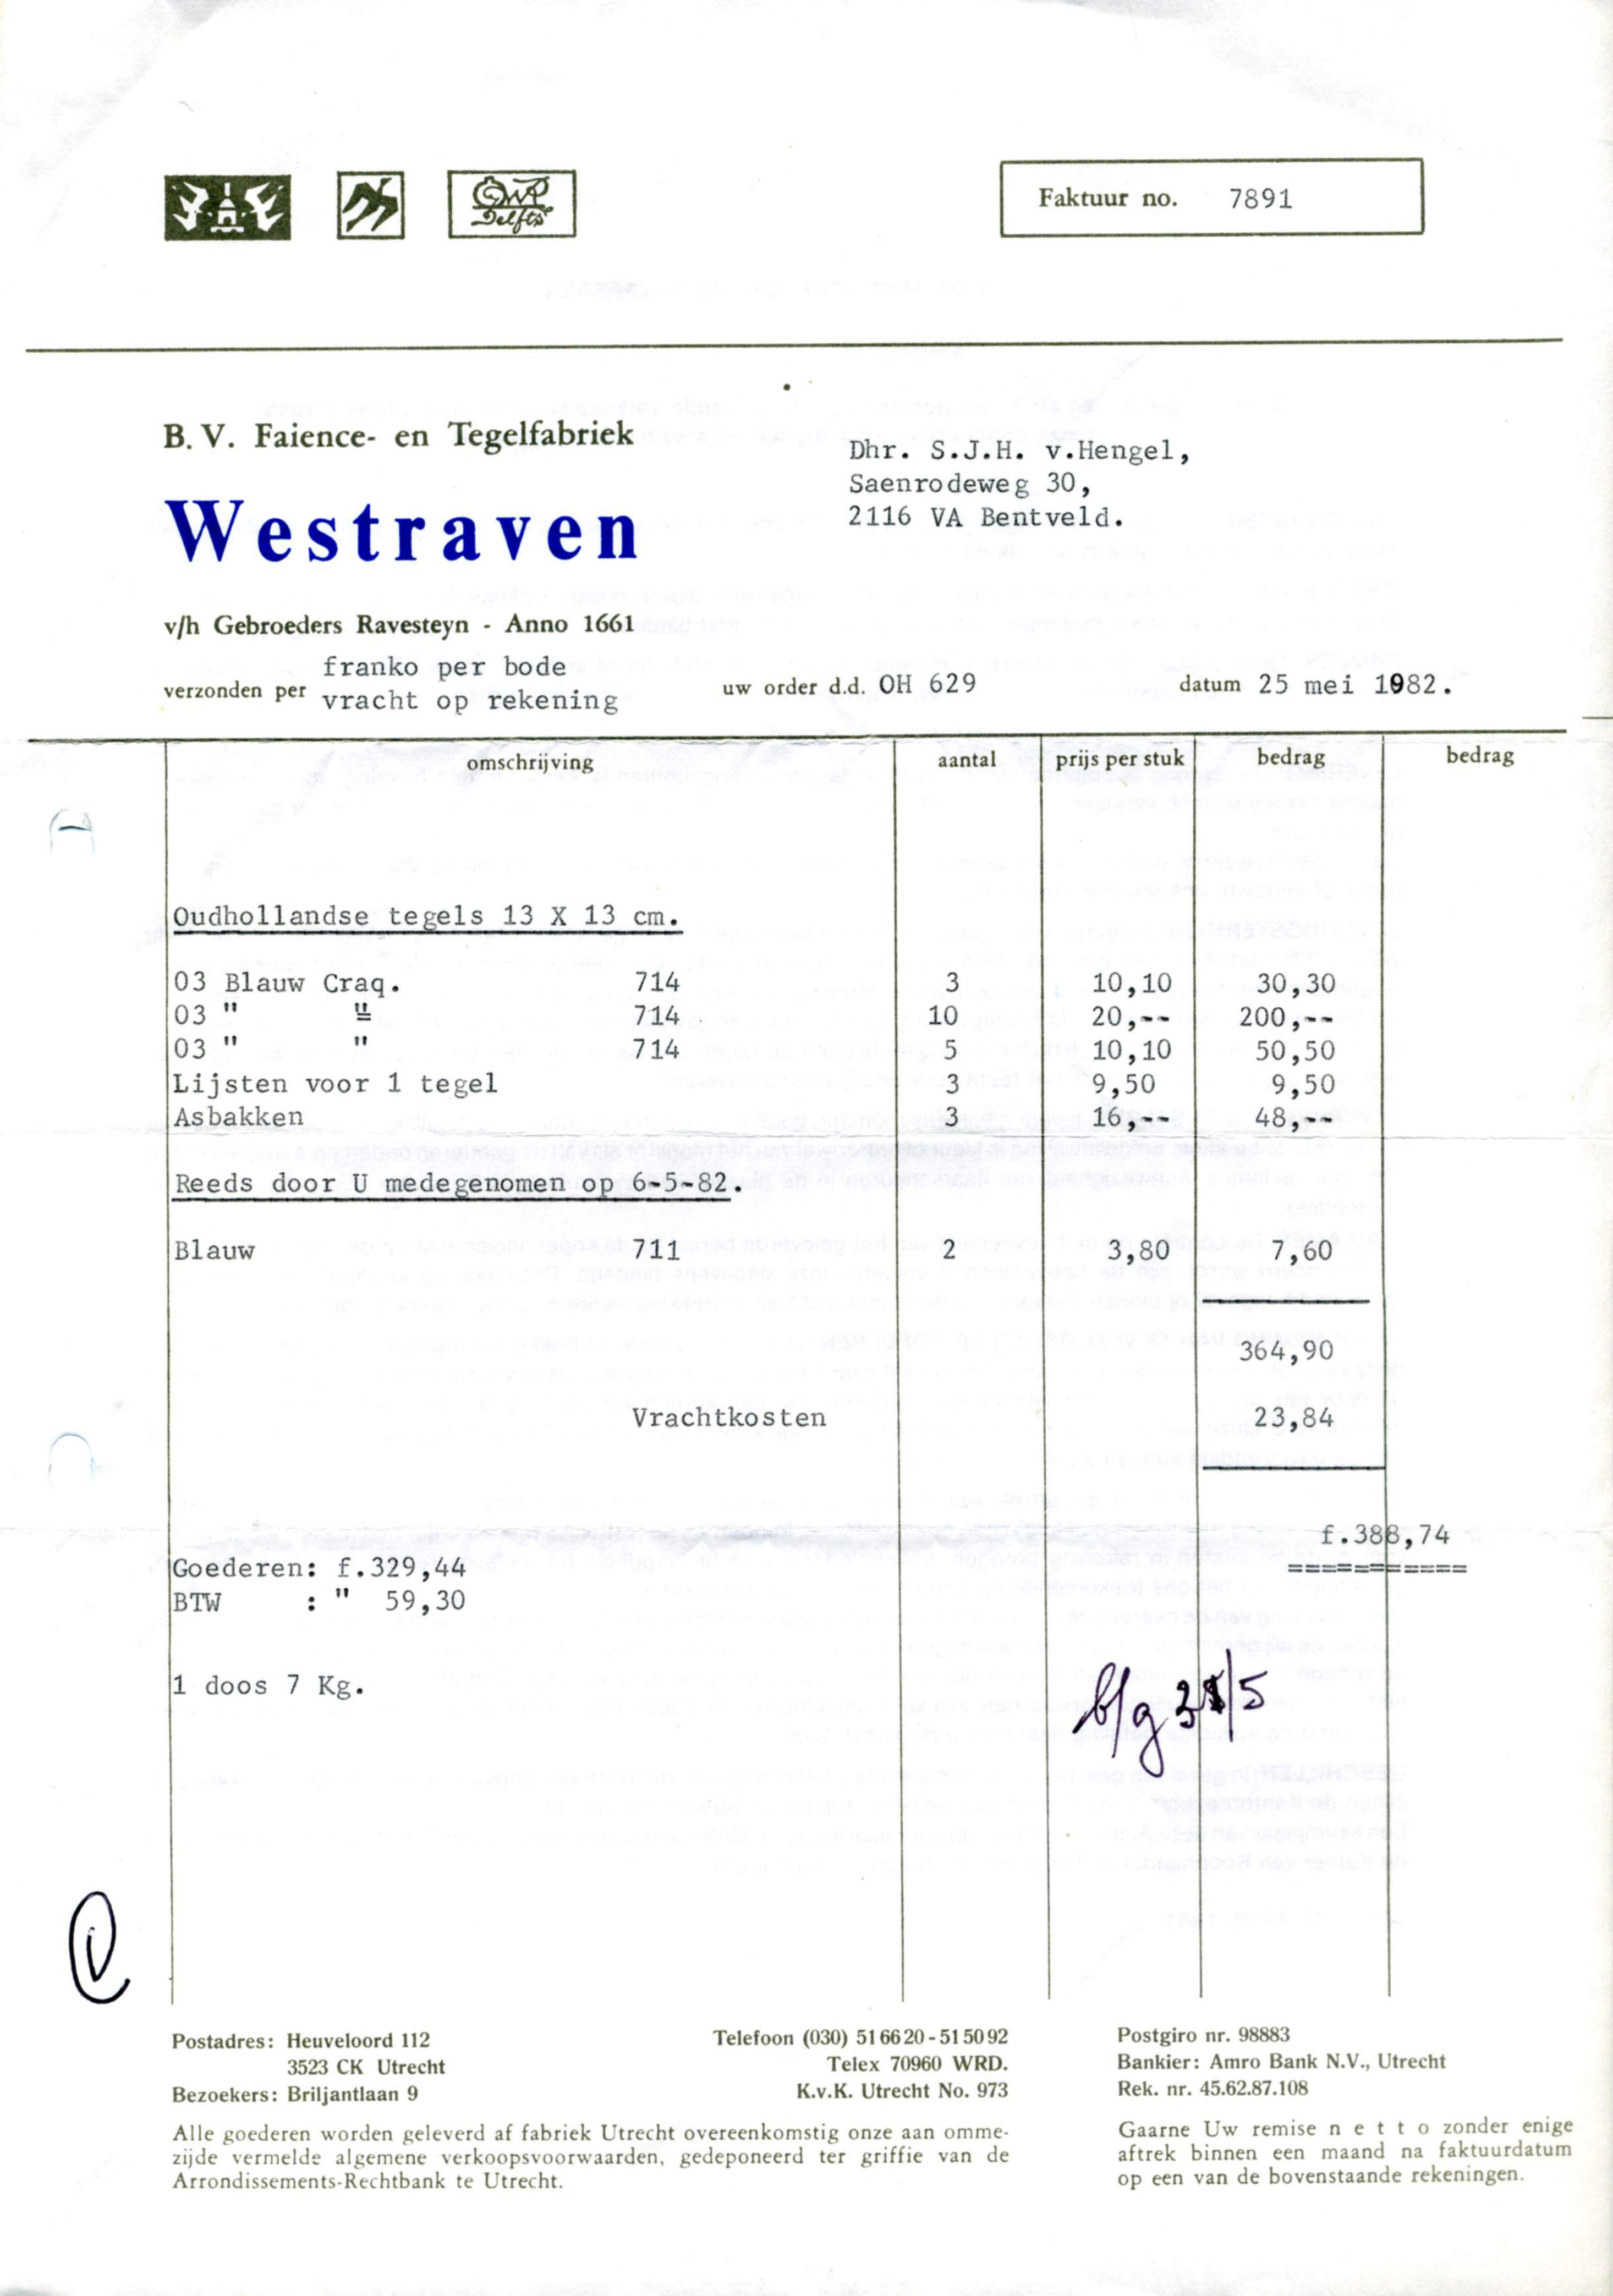 Delfts
Faktuur no. 7891
B.V. Faience- en Tegelfabriek
Westraven
v/h Gebroeders Ravesteyn - Anno 1661
Dhr. S.J.H. v.Hengel,
Saenrodeweg 30,
2116 VA Bentveld.
verzonden per franko per bode
vracht op rekening
uw order d.d. OH 629
datum 25 mei 1982.
omschrijving aantal prijs per stuk bedrag bedrag
Oudhollandse tegels 13 X 13 cm.
03 Blauw Craq. 714 3 10,10 30,30
03 " " 714 10 20,-- 200,--
03 " " 714 5 10,10 50,50
Lijsten voor 1 tegel 3 9,50 9,50
Asbakken 3 16,-- 48,--
Reeds door U medegenomen op 6-5-82.
Blauw 711 2 3,80 7,60
364,90
Vrachtkosten 23,84
f.388,74
===========
Goederen: f.329,44
BTW : " 59,30
1 doos 7 Kg.
b/g 31/5
Postadres: Heuveloord 112
3523 CK Utrecht
Bezoekers: Briljantlaan 9
Telefoon (030) 51 66 20 - 51 50 92
Telex 70960 WRD.
K.v.K. Utrecht No. 973
Postgiro nr. 98883
Bankier: Amro Bank N.V., Utrecht
Rek. nr. 45.62.87.108
Alle goederen worden geleverd af fabriek Utrecht overeenkomstig onze aan omme-
zijde vermelde algemene verkoopsvoorwaarden, gedeponeerd ter griffie van de
Arrondissements-Rechtbank te Utrecht.
Gaarne Uw remise n e t t o zonder enige
aftrek binnen een maand na faktuurdatum
op een van de bovenstaande rekeningen.